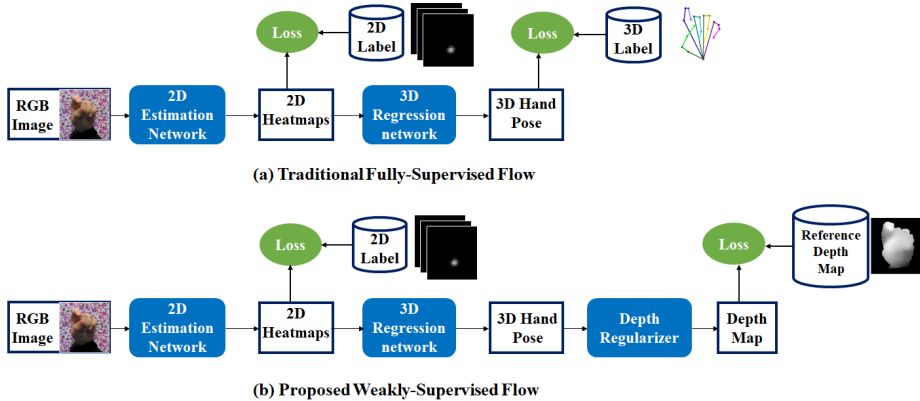 Loss
2D
Label
Loss
3D
Label
RGB
Image
2D
Estimation
Network
2D
Heatmaps
3D
Regression
network
3D Hand
Pose
(a) Traditional Fully-Supervised Flow
Loss
2D
Label
Loss
Reference
Depth
Map
RGB
Image
2D
Estimation
Network
2D
Heatmaps
3D
Regression
network
3D Hand
Pose
Depth
Regularizer
Depth
Map
(b) Proposed Weakly-Supervised Flow